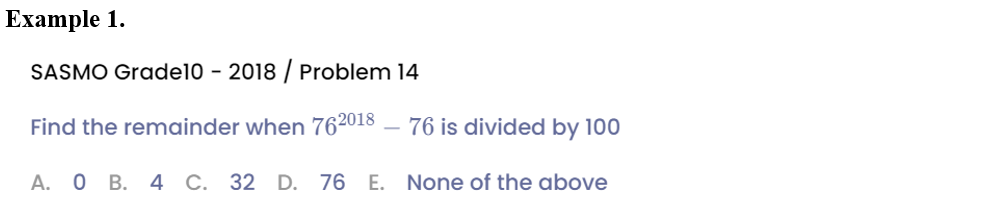 Example 1.
SASMO Grade10 - 2018 / Problem 14
Find the remainder when 76^{2018} − 76 is divided by 100
A. 0 B. 4 C. 32 D. 76 E. None of the above